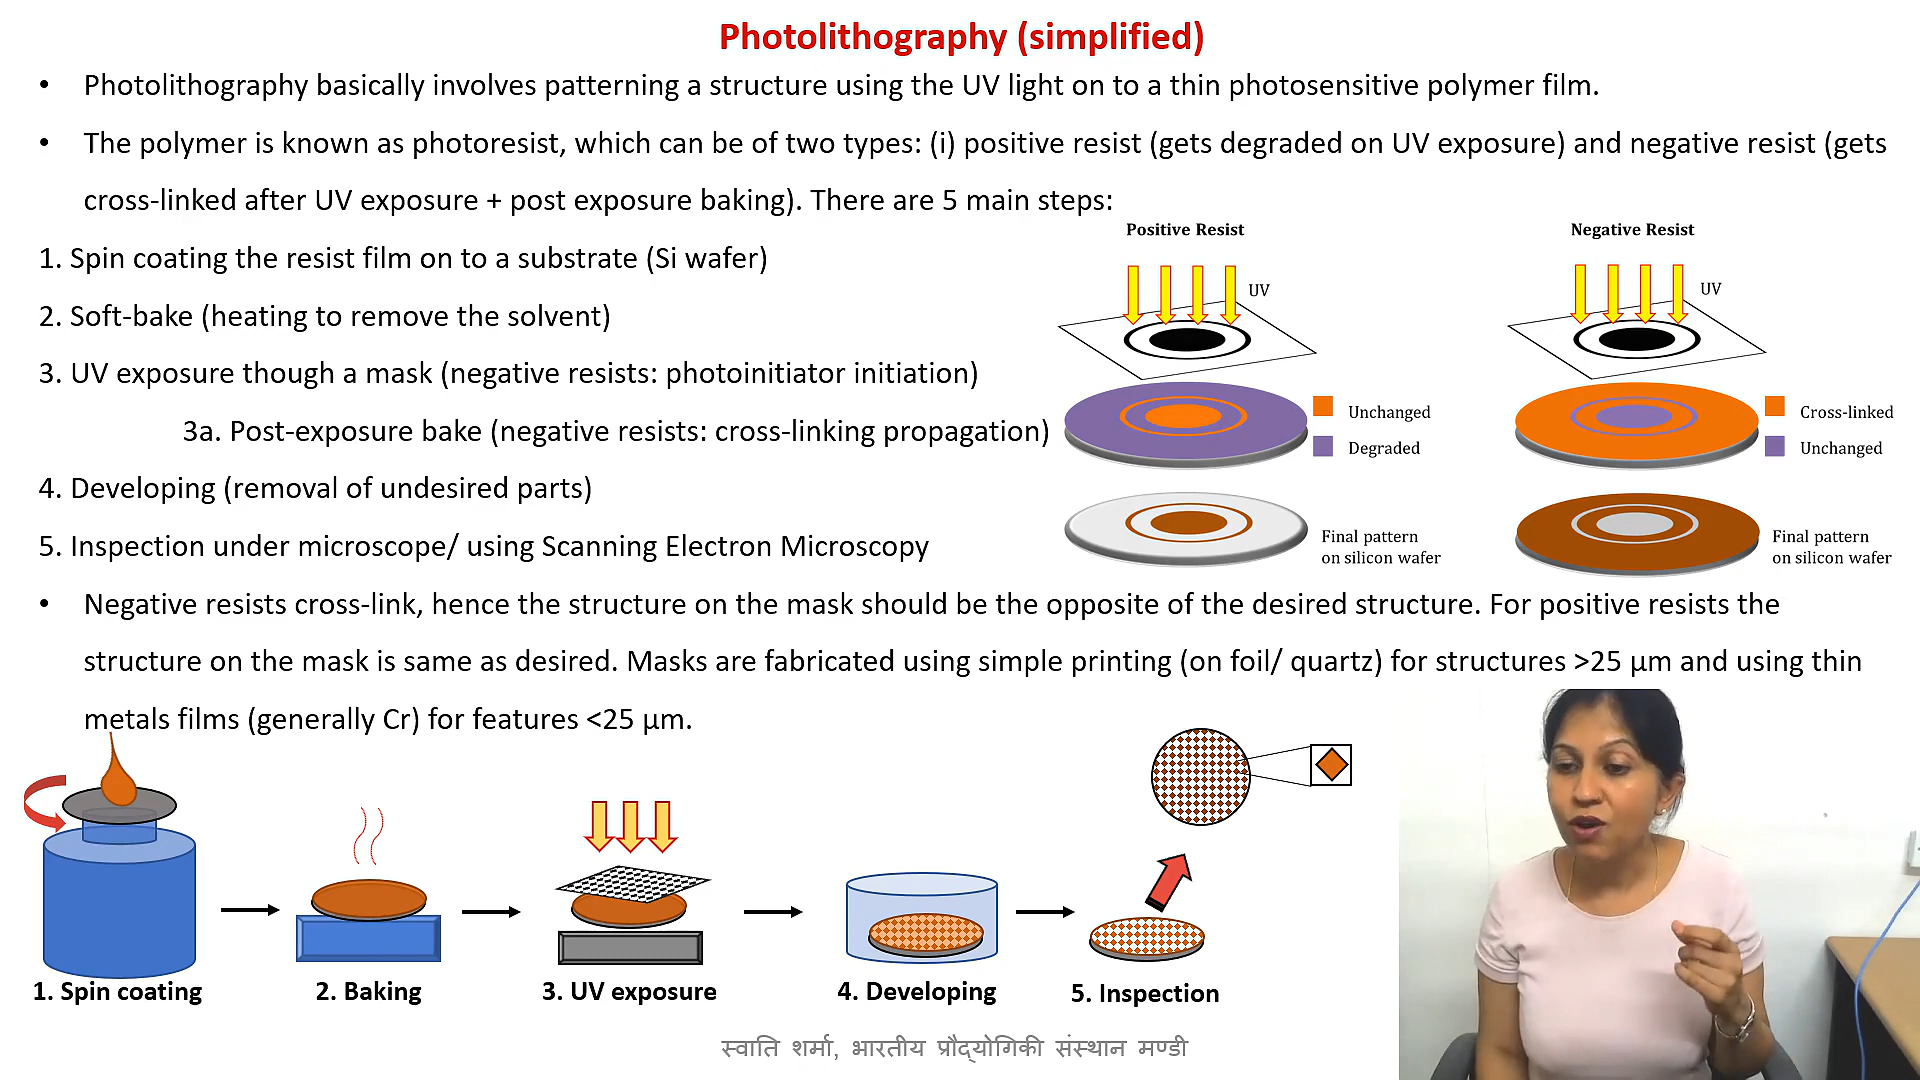 Photolithography (simplified)
• Photolithography basically involves patterning a structure using the UV light on to a thin photosensitive polymer film.
• The polymer is known as photoresist, which can be of two types: (i) positive resist (gets degraded on UV exposure) and negative resist (gets
cross-linked after UV exposure + post exposure baking). There are 5 main steps:
1. Spin coating the resist film on to a substrate (Si wafer)
2. Soft-bake (heating to remove the solvent)
3. UV exposure though a mask (negative resists: photoinitiator initiation)
3a. Post-exposure bake (negative resists: cross-linking propagation)
4. Developing (removal of undesired parts)
5. Inspection under microscope/ using Scanning Electron Microscopy
Positive Resist
UV
Unchanged
Degraded
Final pattern
on silicon wafer
Negative Resist
UV
Cross-linked
Unchanged
Final pattern
on silicon wafer
• Negative resists cross-link, hence the structure on the mask should be the opposite of the desired structure. For positive resists the
structure on the mask is same as desired. Masks are fabricated using simple printing (on foil/ quartz) for structures >25 µm and using thin
metals films (generally Cr) for features <25 µm.
1. Spin coating
2. Baking
3. UV exposure
4. Developing
5. Inspection
स्वाति शर्मा, भारतीय प्रौद्योगिकी संस्थान मण्डी